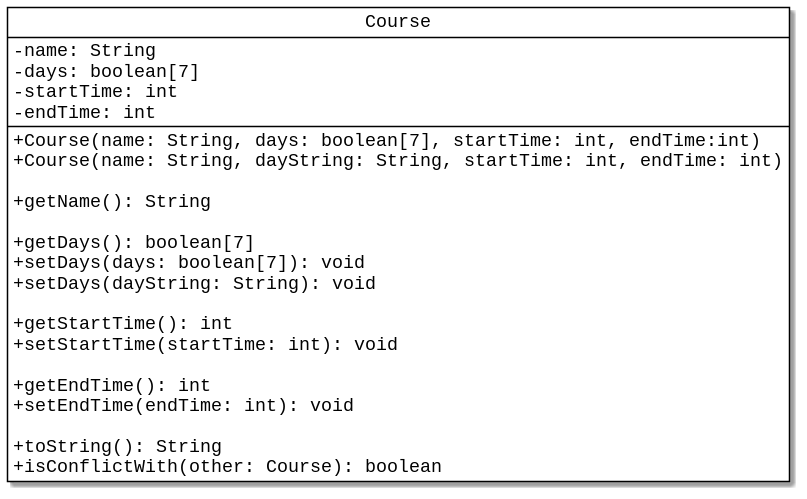 Course
-name: String
-days: boolean[7]
-startTime: int
-endTime: int
+Course(name: String, days: boolean[7], startTime: int, endTime:int)
+Course(name: String, dayString: String, startTime: int, endTime: int)
+getName(): String
+getDays(): boolean[7]
+setDays(days: boolean[7]): void
+setDays(dayString: String): void
+getStartTime(): int
+setStartTime(startTime: int): void
+getEndTime(): int
+setEndTime(endTime: int): void
+toString(): String
+isConflictWith(other: Course): boolean